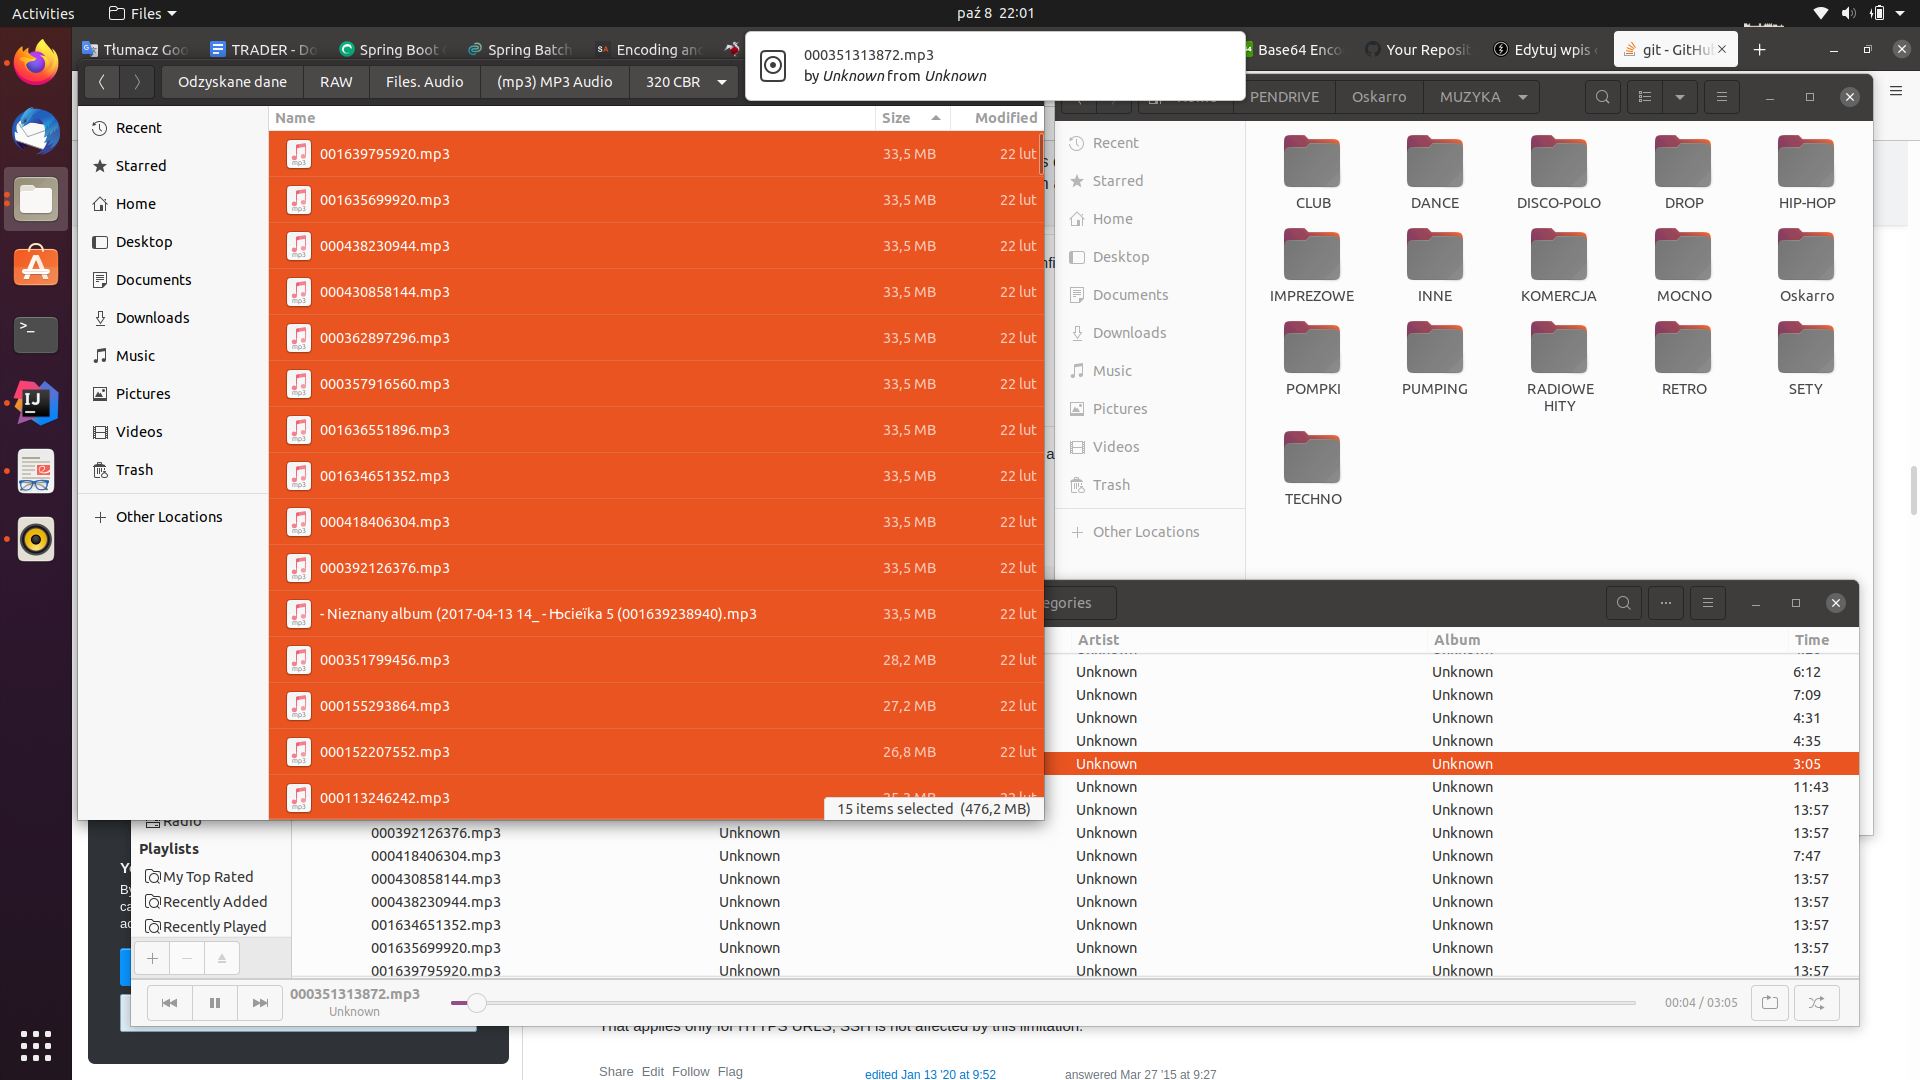 Activities
Files
paź 8 22:01
Tłumacz Goo
TRADER - Do
Spring Boot
Spring Batch
Encoding an
Base64 Enco
Your Reposit
Edytuj wpis
git - GitHu
000351313872.mp3
by Unknown from Unknown
Odzyskane dane
RAW
Files. Audio
(mp3) MP3 Audio
320 CBR
Recent
Starred
Home
Desktop
Documents
Downloads
Music
Pictures
Videos
Trash
Other Locations
Name Size Modified
001639795920.mp3 33,5 MB 22 lut
001635699920.mp3 33,5 MB 22 lut
000438230944.mp3 33,5 MB 22 lut
000430858144.mp3 33,5 MB 22 lut
000362897296.mp3 33,5 MB 22 lut
000357916560.mp3 33,5 MB 22 lut
001636551896.mp3 33,5 MB 22 lut
001634651352.mp3 33,5 MB 22 lut
000418406304.mp3 33,5 MB 22 lut
000392126376.mp3 33,5 MB 22 lut
- Nieznany album (2017-04-13 14_ - Њcieїka 5 (001639238940).mp3 33,5 MB 22 lut
000351799456.mp3 28,2 MB 22 lut
000155293864.mp3 27,2 MB 22 lut
000152207552.mp3 26,8 MB 22 lut
000113246242.mp3
15 items selected (476,2 MB)
PENDRIVE
Oskarro
MUZYKA
Recent
Starred
Home
Desktop
Documents
Downloads
Music
Pictures
Videos
Trash
Other Locations
CLUB DANCE DISCO-POLO DROP HIP-HOP
IMPREZOWE INNE KOMERCJA MOCNO Oskarro
POMPKI PUMPING RADIOWE HITY RETRO SETY
TECHNO
egories
Artist Album Time
Unknown Unknown 6:12
Unknown Unknown 7:09
Unknown Unknown 4:31
Unknown Unknown 4:35
Unknown Unknown 3:05
Unknown Unknown 11:43
Unknown Unknown 13:57
000392126376.mp3 Unknown Unknown Unknown 13:57
000418406304.mp3 Unknown Unknown Unknown 7:47
000430858144.mp3 Unknown Unknown Unknown 13:57
000438230944.mp3 Unknown Unknown Unknown 13:57
001634651352.mp3 Unknown Unknown Unknown 13:57
001635699920.mp3 Unknown Unknown Unknown 13:57
001639795920.mp3 Unknown Unknown Unknown 13:57
Radio
Playlists
My Top Rated
Recently Added
Recently Played
000351313872.mp3
Unknown
00:04 / 03:05
That applies only for HTTPS URLs, SSH is not affected by this limitation.
Share Edit Follow Flag
edited Jan 13 '20 at 9:52
answered Mar 27 '15 at 9:27